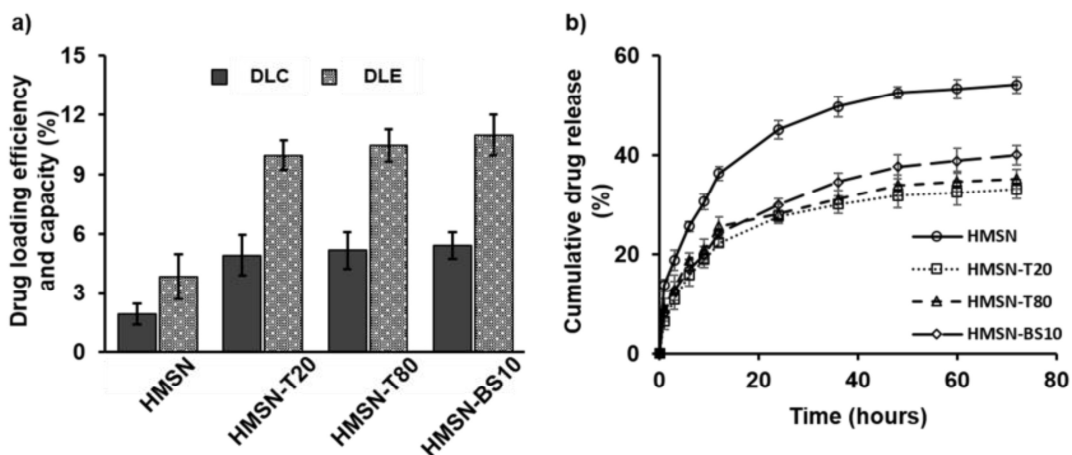 a)
Drug loading efficiency
and capacity (%)
15
12
9
6
3
0
DLC
DLE
HMSN
HMSN-T20
HMSN-T80
HMSN-BS10
b)
Cumulative drug release
(%)
60
40
20
0
HMSN
HMSN-T20
HMSN-T80
HMSN-BS10
0 20 40 60 80
Time (hours)